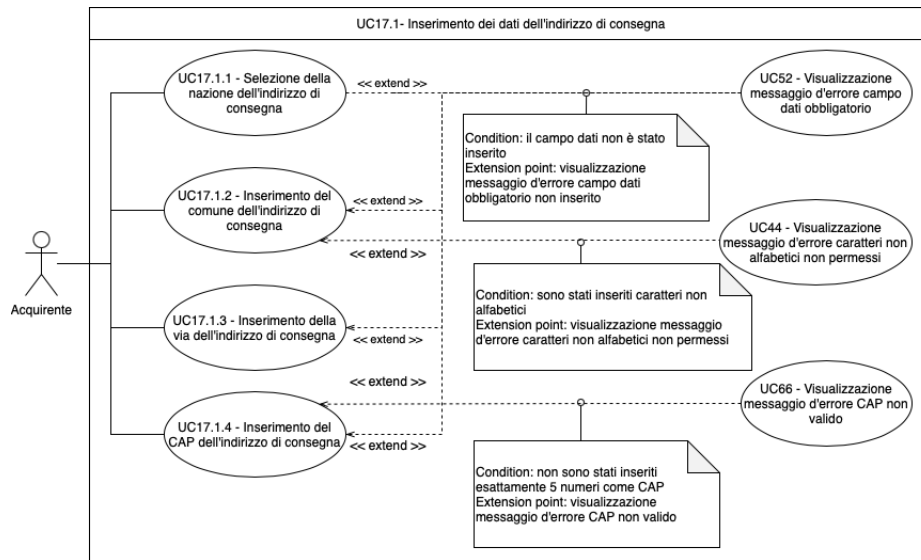 UC17.1- Inserimento dei dati dell'indirizzo di consegna
UC17.1.1 - Selezione della
nazione dell'indirizzo di
consegna
<< extend >>
UC52 - Visualizzazione
messaggio d'errore campo
dati obbligatorio
Condition: il campo dati non è stato
inserito
Extension point: visualizzazione
messaggio d'errore campo dati
obbligatorio non inserito
UC17.1.2 - Inserimento del
comune dell'indirizzo di
consegna
<< extend >>
<< extend >>
UC44 - Visualizzazione
messaggio d'errore caratteri non
alfabetici non permessi
Acquirente
Condition: sono stati inseriti caratteri non
alfabetici
Extension point: visualizzazione messaggio
d'errore caratteri non alfabetici non permessi
UC17.1.3 - Inserimento della
via dell'indirizzo di consegna
<< extend >>
<< extend >>
UC66 - Visualizzazione
messaggio d'errore CAP non
valido
UC17.1.4 - Inserimento del
CAP dell'indirizzo di consegna
<< extend >>
Condition: non sono stati inseriti
esattamente 5 numeri come CAP
Extension point: visualizzazione
messaggio d'errore CAP non valido